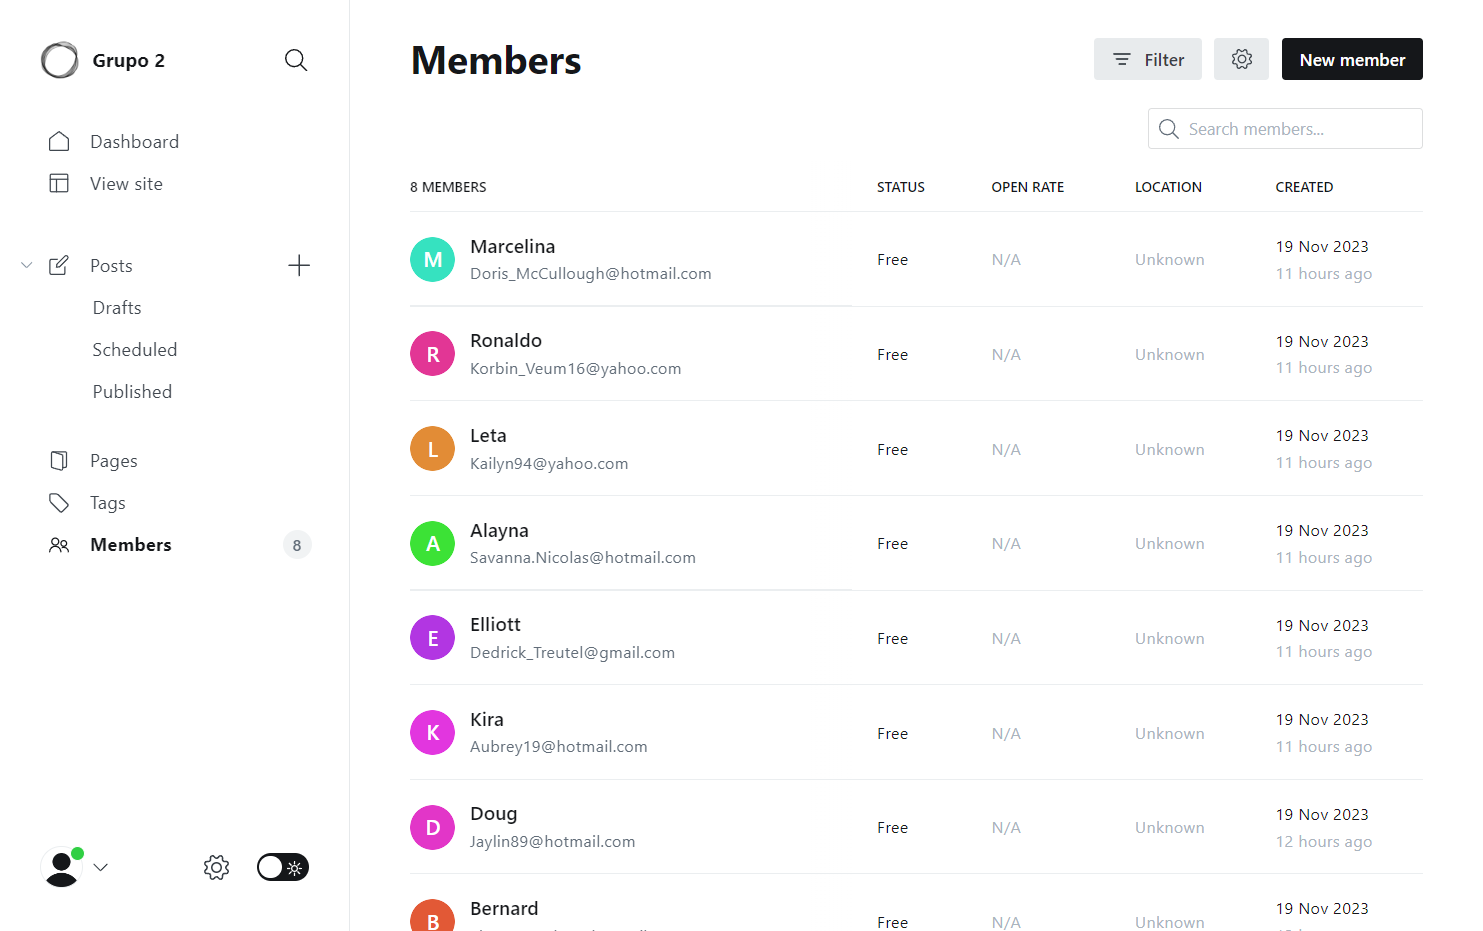 Grupo 2
Dashboard
View site
Posts
Drafts
Scheduled
Published
Pages
Tags
Members 8
Members
Filter
New member
Search members...
8 MEMBERS STATUS OPEN RATE LOCATION CREATED
M Marcelina Doris_McCullough@hotmail.com Free N/A Unknown 19 Nov 2023 11 hours ago
R Ronaldo Korbin_Veum16@yahoo.com Free N/A Unknown 19 Nov 2023 11 hours ago
L Leta Kailyn94@yahoo.com Free N/A Unknown 19 Nov 2023 11 hours ago
A Alayna Savanna.Nicolas@hotmail.com Free N/A Unknown 19 Nov 2023 11 hours ago
E Elliott Dedrick_Treutel@gmail.com Free N/A Unknown 19 Nov 2023 11 hours ago
K Kira Aubrey19@hotmail.com Free N/A Unknown 19 Nov 2023 11 hours ago
D Doug Jaylin89@hotmail.com Free N/A Unknown 19 Nov 2023 12 hours ago
B Bernard Free N/A Unknown 19 Nov 2023